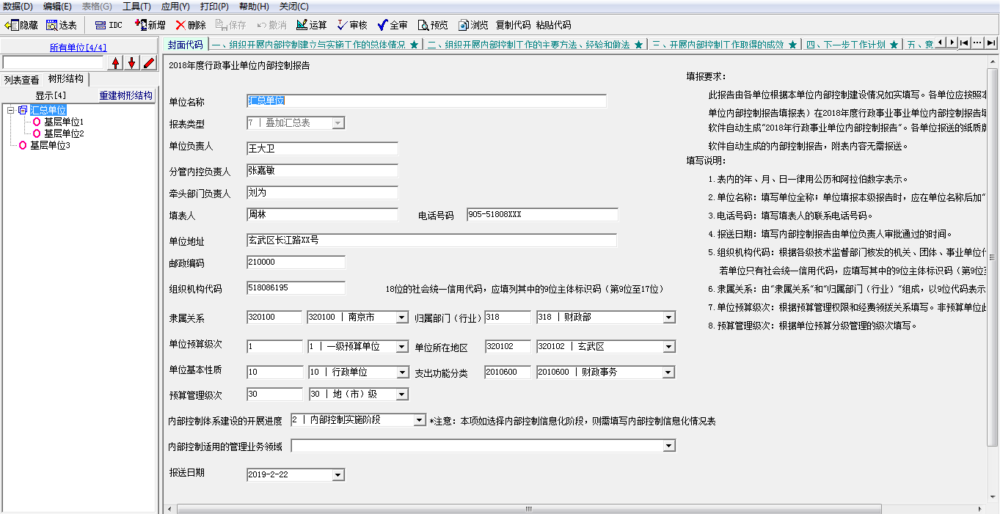 数据(D) 编辑(E) 表格(G) 工具(T) 应用(Y) 打印(P) 帮助(H) 关闭(C)
隐藏 选表 IDC 新增 删除 保存 撤消 运算 审核 全审 预览 浏览 复制代码 粘贴代码
所有单位[4/4]
列表查看 树形结构
显示[4] 重建树形结构
汇总单位
基层单位1
基层单位2
基层单位3
封面代码 一、组织开展内部控制建立与实施工作的总体情况 ★ 二、组织开展内部控制工作的主要方法、经验和做法 ★ 三、开展内部控制工作取得的成效 ★ 四、下一步工作计划 ★ 五、意
2018年度行政事业单位内部控制报告
单位名称 汇总单位
报表类型 7 | 叠加汇总表
单位负责人 王大卫
分管内控负责人 张嘉敏
牵头部门负责人 刘为
填表人 周林 电话号码 905-51808XXX
单位地址 玄武区长江路XX号
邮政编码 210000
组织机构代码 518086195 18位的社会统一信用代码，应填列其中的9位主体标识码（第9位至17位）
隶属关系 320100 320100 | 南京市 归属部门（行业） 318 318 | 财政部
单位预算级次 1 1 | 一级预算单位 单位所在地区 320102 320102 | 玄武区
单位基本性质 10 10 | 行政单位 支出功能分类 2010600 2010600 | 财政事务
预算管理级次 30 30 | 地（市）级
内部控制体系建设的开展进度 2 | 内部控制实施阶段 *注意：本项如选择内部控制信息化阶段，则需填写内部控制信息化情况表
内部控制适用的管理业务领域
报送日期 2019-2-22
填报要求：
此报告由各单位根据本单位内部控制建设情况如实填写。各单位应按照本
单位内部控制报告填报表）在2018年度行政事业事业单位内部控制报告填
软件自动生成"2018年行政事业单位内部控制报告"。各单位报送的纸质版
软件自动生成的内部控制报告，附表内容无需报送。
填写说明：
1. 表内的年、月、日一律用公历和阿拉伯数字表示。
2. 单位名称：填写单位全称；单位填报本级报告时，应在单位名称后加"
3. 电话号码：填写填表人的联系电话号码。
4. 报送日期：填写内部控制报告由单位负责人审批通过的时间。
5. 组织机构代码：根据各级技术监督部门核发的机关、团体、事业单位
若单位只有社会统一信用代码，应填写其中的9位主体标识码（第9位至
6. 隶属关系：由"隶属关系"和"归属部门（行业）"组成，以9位代码表示
7. 单位预算级次：根据预算管理权限和经费领拨关系填写。非预算单位此
8. 预算管理级次：根据单位预算分级管理的级次填写。